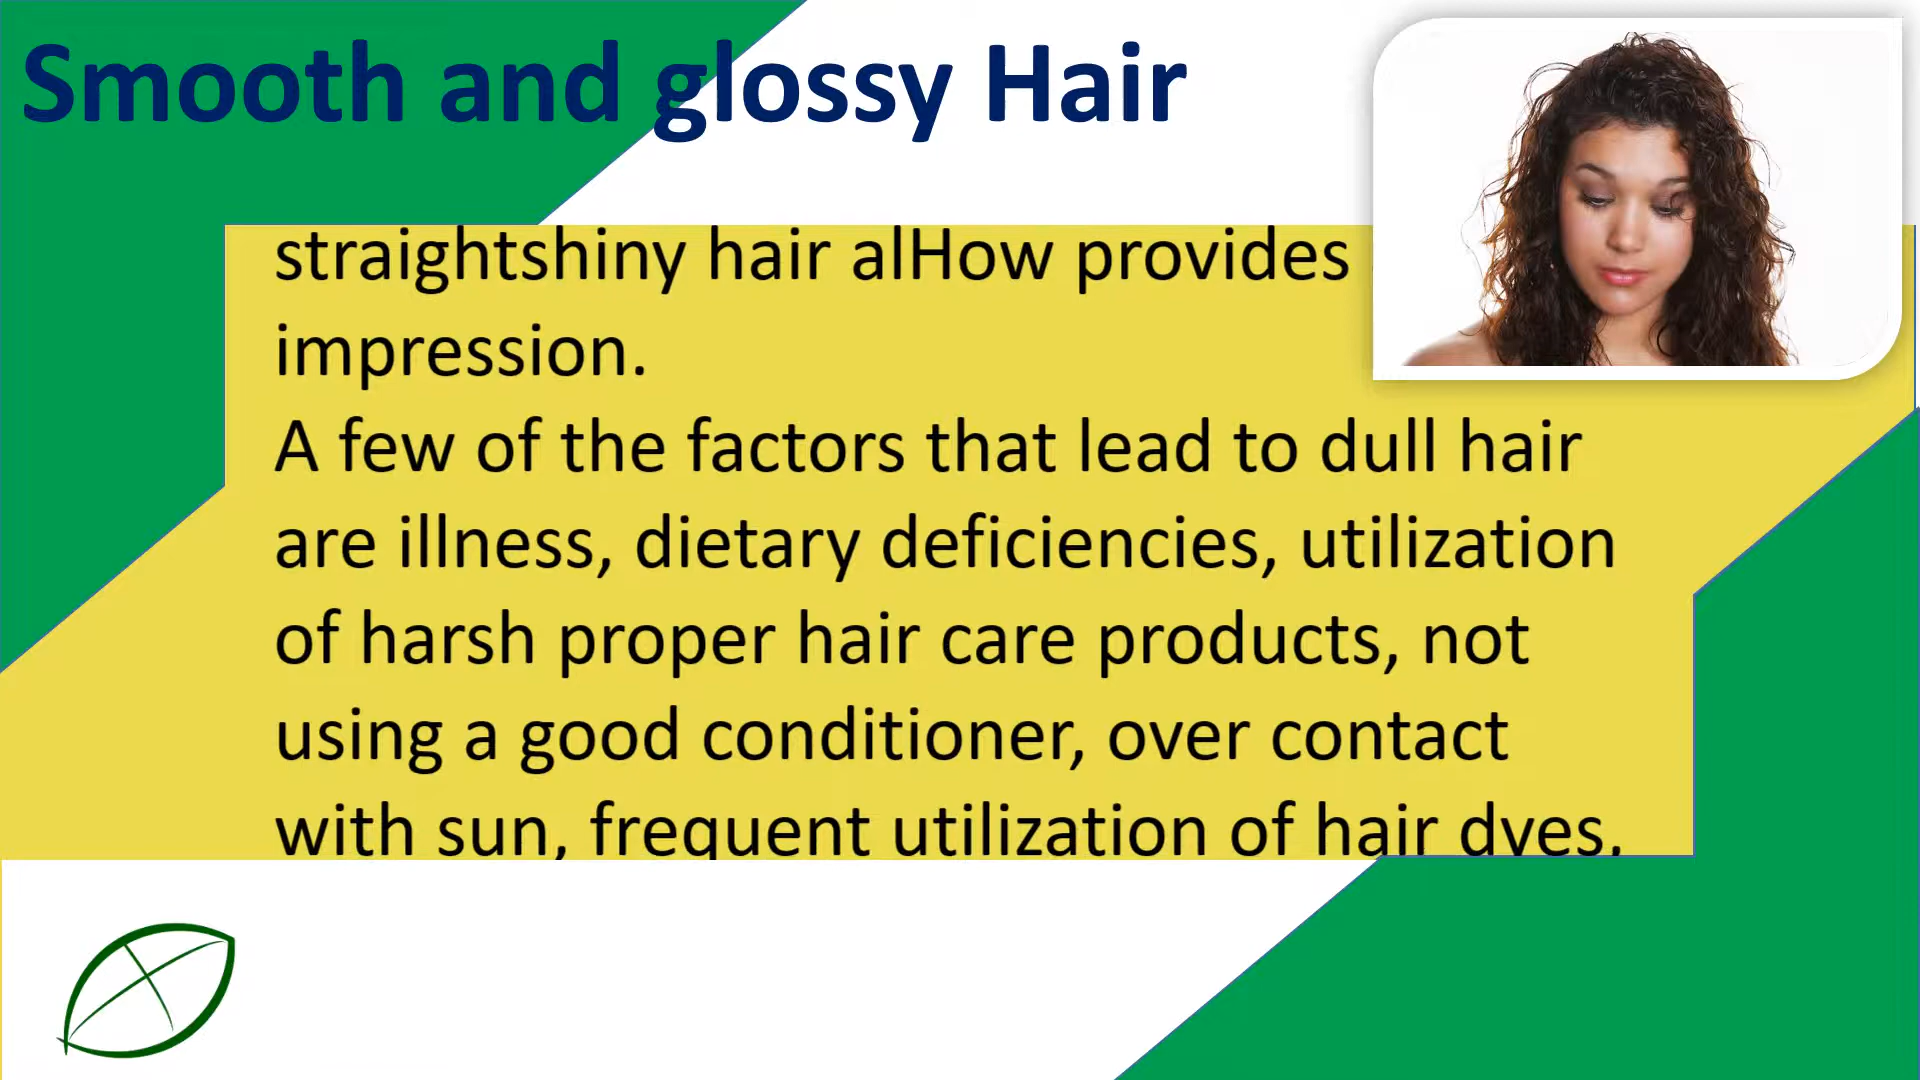 Smooth and glossy Hair
straightshiny hair alHow provides
impression.
A few of the factors that lead to dull hair
are illness, dietary deficiencies, utilization
of harsh proper hair care products, not
using a good conditioner, over contact
with sun, frequent utilization of hair dyes,